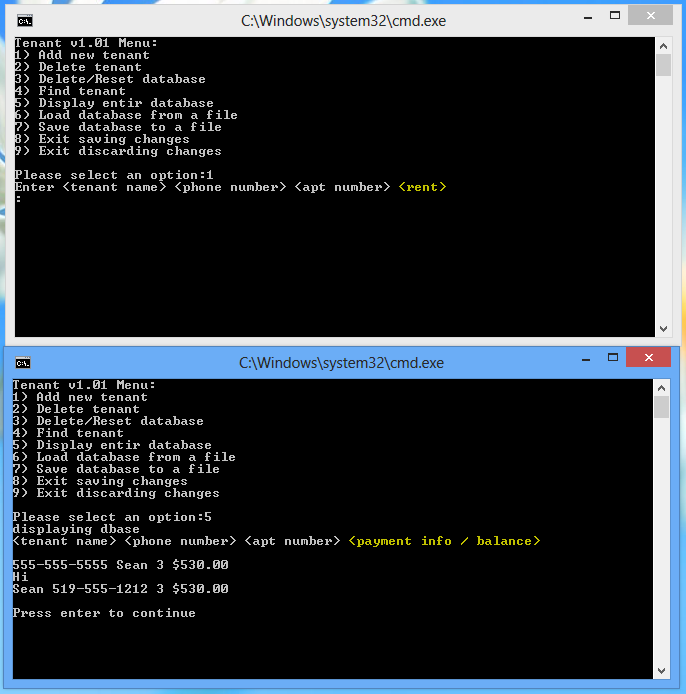 C:\Windows\system32\cmd.exe
Tenant v1.01 Menu:
1) Add new tenant
2) Delete tenant
3) Delete/Reset database
4) Find tenant
5) Display entir database
6) Load database from a file
7) Save database to a file
8) Exit saving changes
9) Exit discarding changes
Please select an option:1
Enter <tenant name> <phone number> <apt number> <rent>
:
C:\Windows\system32\cmd.exe
Tenant v1.01 Menu:
1) Add new tenant
2) Delete tenant
3) Delete/Reset database
4) Find tenant
5) Display entir database
6) Load database from a file
7) Save database to a file
8) Exit saving changes
9) Exit discarding changes
Please select an option:5
displaying dbase
<tenant name> <phone number> <apt number> <payment info / balance>
555-555-5555 Sean 3 $530.00
Hi
Sean 519-555-1212 3 $530.00
Press enter to continue